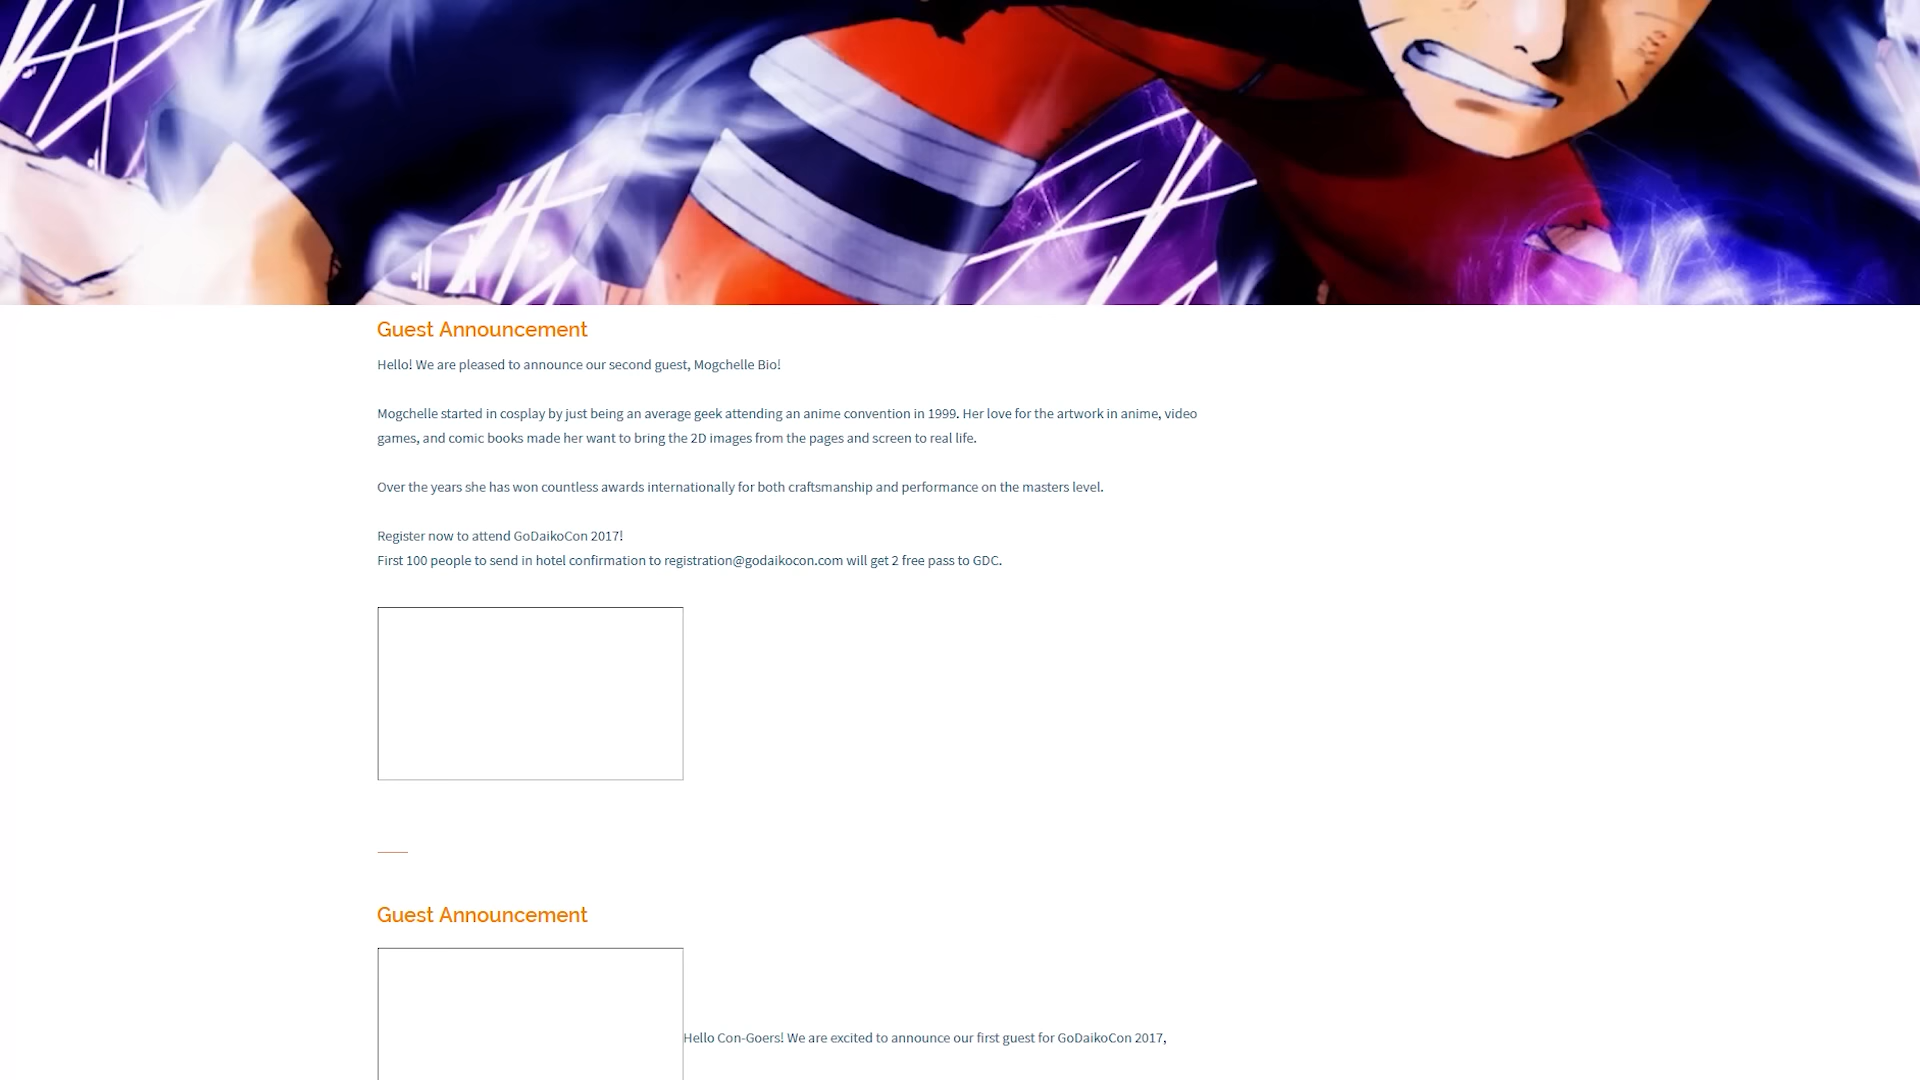 Guest Announcement
Hello! We are pleased to announce our second guest, Mogchelle Bio!
Mogchelle started in cosplay by just being an average geek attending an anime convention in 1999. Her love for the artwork in anime, video
games, and comic books made her want to bring the 2D images from the pages and screen to real life.
Over the years she has won countless awards internationally for both craftsmanship and performance on the masters level.
Register now to attend GoDaikoCon 2017!
First 100 people to send in hotel confirmation to registration@godaikocon.com will get 2 free pass to GDC.
Guest Announcement
Hello Con-Goers! We are excited to announce our first guest for GoDaikoCon 2017,